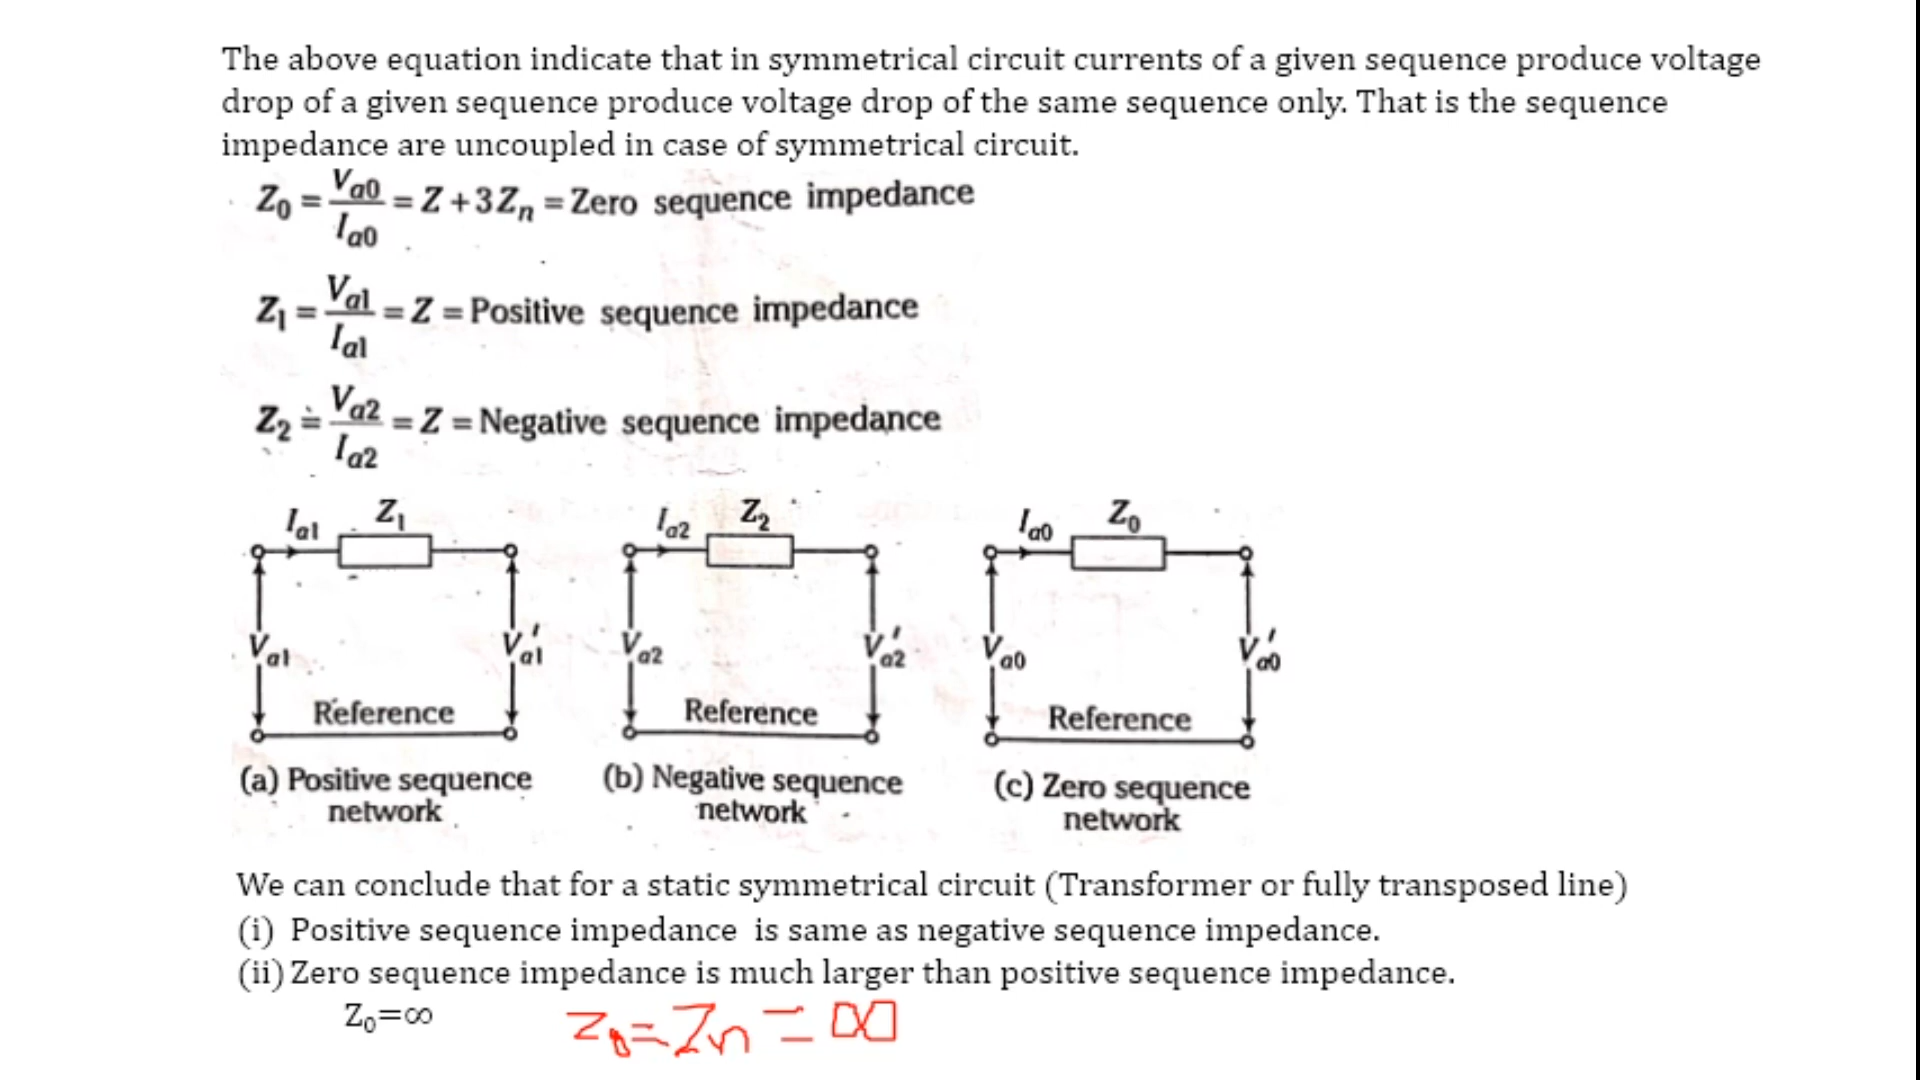 The above equation indicate that in symmetrical circuit currents of a given sequence produce voltage
drop of a given sequence produce voltage drop of the same sequence only. That is the sequence
impedance are uncoupled in case of symmetrical circuit.
Z₀ = Va0 / Ia0 = Z + 3Zn = Zero sequence impedance
Z₁ = Va1 / Ia1 = Z = Positive sequence impedance
Z₂ = Va2 / Ia2 = Z = Negative sequence impedance
Ia1 Z₁ Ia2 Z₂ Ia0 Z₀
Va1 V'a1 Va2 V'a2 Va0 V'a0
Reference Reference Reference
(a) Positive sequence (b) Negative sequence (c) Zero sequence
network network network
We can conclude that for a static symmetrical circuit (Transformer or fully transposed line)
(i) Positive sequence impedance is same as negative sequence impedance.
(ii) Zero sequence impedance is much larger than positive sequence impedance.
Z₀=∞ Z₀=Zn=∞